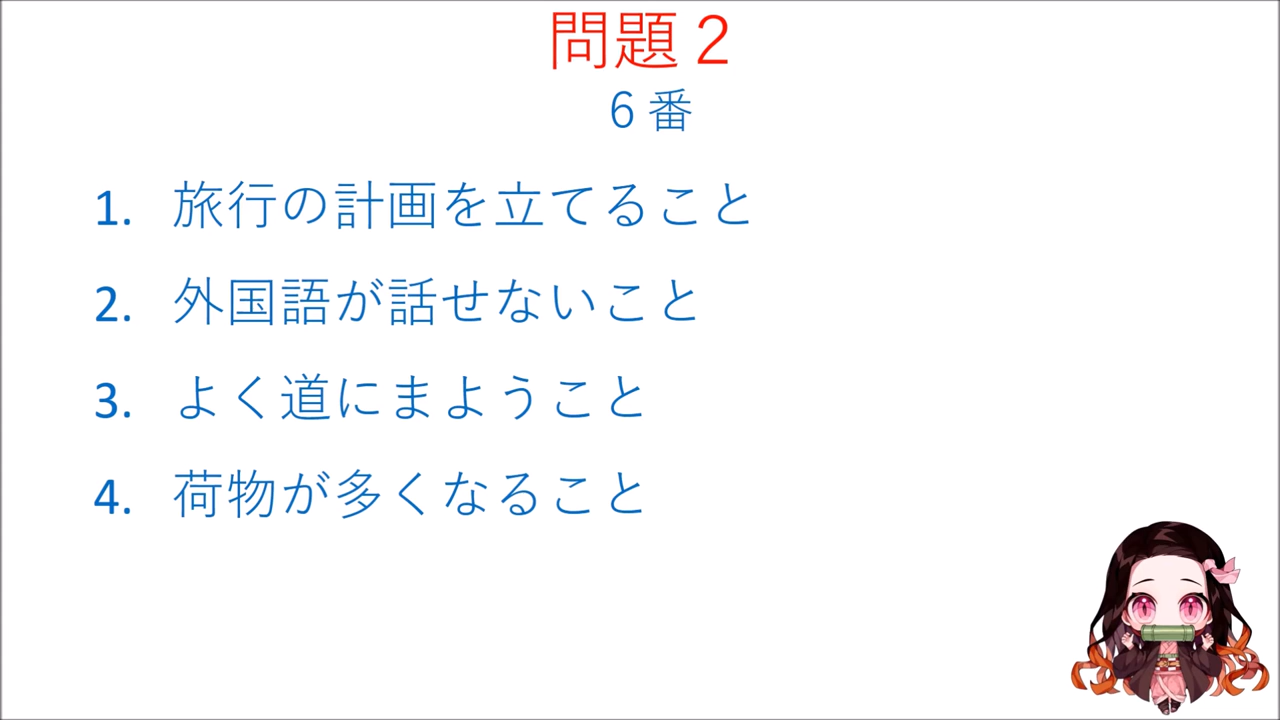 問題２
６番
1. 旅行の計画を立てること
2. 外国語が話せないこと
3. よく道にまようこと
4. 荷物が多くなること